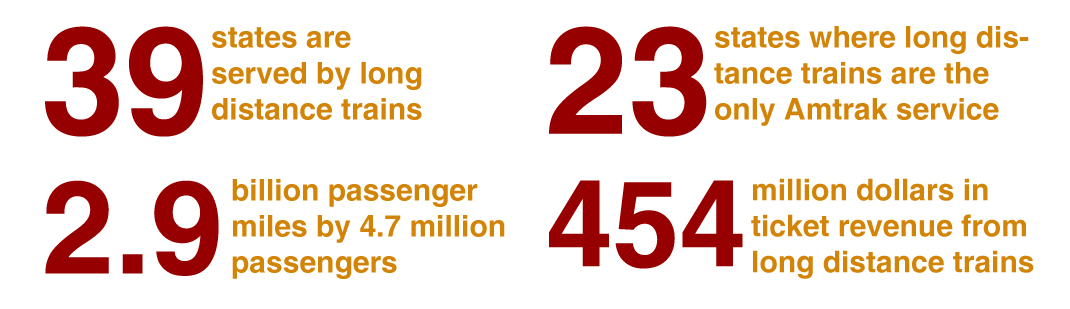 39 states are
served by long
distance trains
23 states where long dis-
tance trains are the
only Amtrak service
2.9 billion passenger
miles by 4.7 million
passengers
454 million dollars in
ticket revenue from
long distance trains